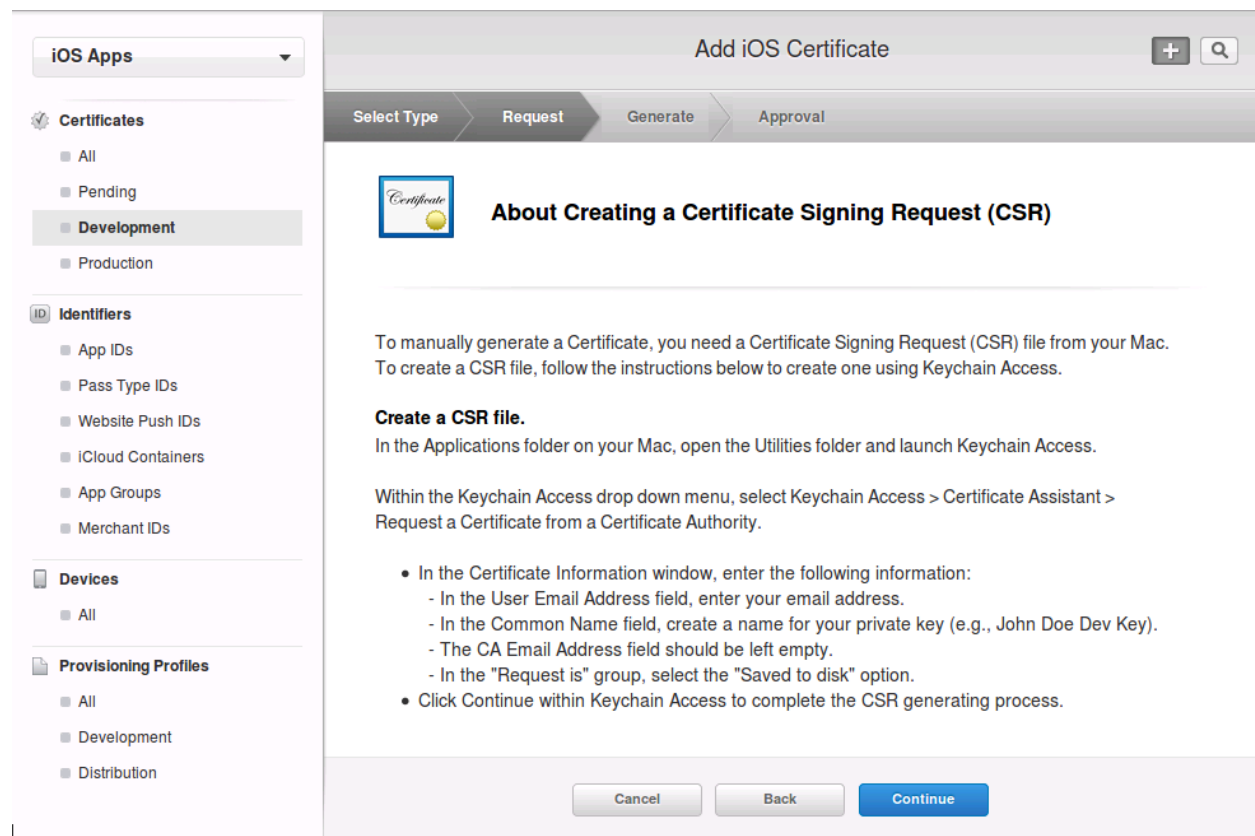 iOS Apps
Add iOS Certificate
Certificates
All
Pending
Development
Production
ID Identifiers
App IDs
Pass Type IDs
Website Push IDs
iCloud Containers
App Groups
Merchant IDs
Devices
All
Provisioning Profiles
All
Development
Distribution
Select Type Request Generate Approval
Certificate
About Creating a Certificate Signing Request (CSR)
To manually generate a Certificate, you need a Certificate Signing Request (CSR) file from your Mac.
To create a CSR file, follow the instructions below to create one using Keychain Access.
Create a CSR file.
In the Applications folder on your Mac, open the Utilities folder and launch Keychain Access.
Within the Keychain Access drop down menu, select Keychain Access > Certificate Assistant >
Request a Certificate from a Certificate Authority.
• In the Certificate Information window, enter the following information:
- In the User Email Address field, enter your email address.
- In the Common Name field, create a name for your private key (e.g., John Doe Dev Key).
- The CA Email Address field should be left empty.
- In the "Request is" group, select the "Saved to disk" option.
• Click Continue within Keychain Access to complete the CSR generating process.
Cancel Back Continue